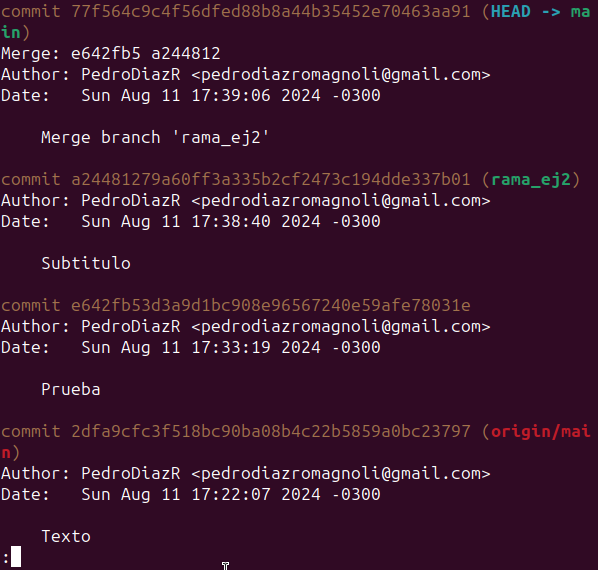 commit 77f564c9c4f56dfed88b8a44b35452e70463aa91 (HEAD -> ma
in)
Merge: e642fb5 a244812
Author: PedroDiazR <pedrodiazromagnoli@gmail.com>
Date:   Sun Aug 11 17:39:06 2024 -0300
    Merge branch 'rama_ej2'
commit a24481279a60ff3a335b2cf2473c194dde337b01 (rama_ej2)
Author: PedroDiazR <pedrodiazromagnoli@gmail.com>
Date:   Sun Aug 11 17:38:40 2024 -0300
    Subtitulo
commit e642fb53d3a9d1bc908e96567240e59afe78031e
Author: PedroDiazR <pedrodiazromagnoli@gmail.com>
Date:   Sun Aug 11 17:33:19 2024 -0300
    Prueba
commit 2dfa9cfc3f518bc90ba08b4c22b5859a0bc23797 (origin/mai
n)
Author: PedroDiazR <pedrodiazromagnoli@gmail.com>
Date:   Sun Aug 11 17:22:07 2024 -0300
    Texto
: